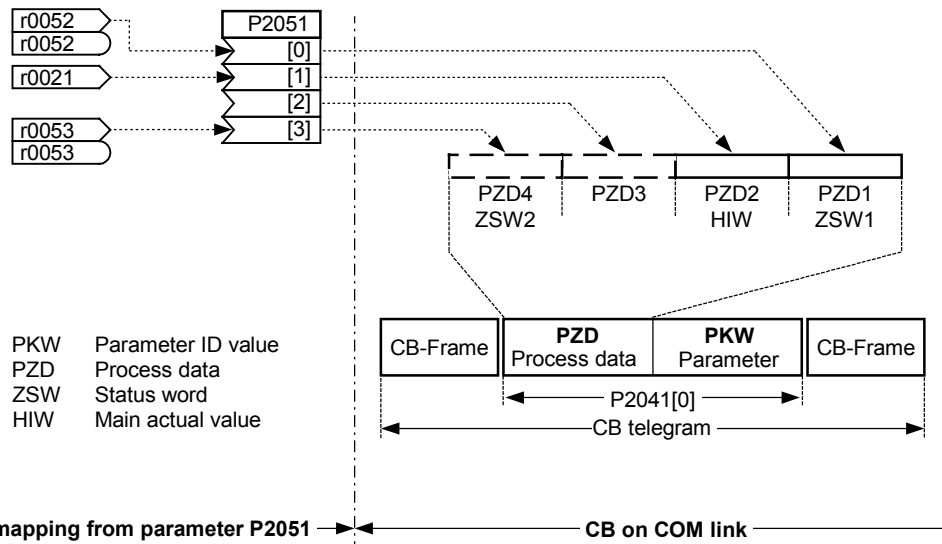 r0052
r0052
r0021
r0053
r0053
P2051
[0]
[1]
[2]
[3]
PZD4 PZD3 PZD2 PZD1
ZSW2 HIW ZSW1
PKW Parameter ID value
PZD Process data
ZSW Status word
HIW Main actual value
CB-Frame
PZD
Process data
PKW
Parameter
CB-Frame
P2041[0]
CB telegram
mapping from parameter P2051
CB on COM link